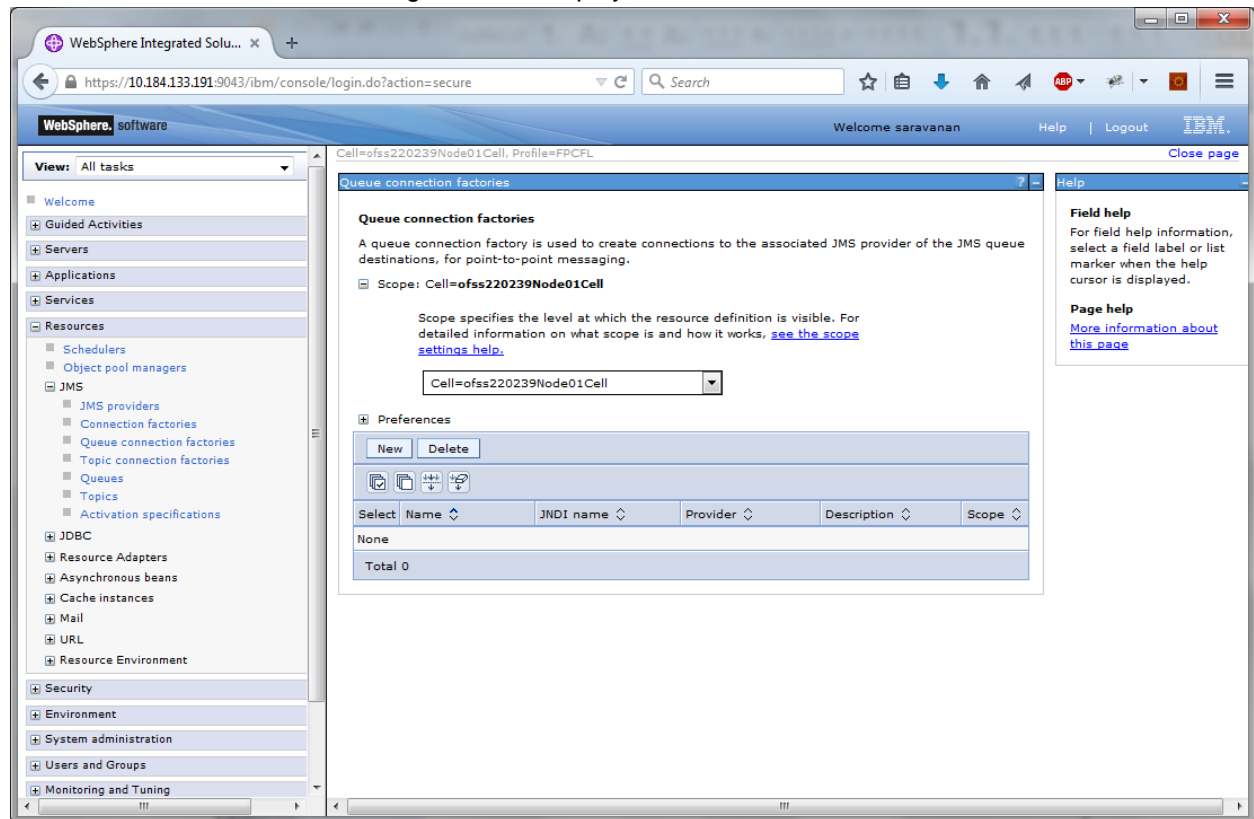 WebSphere Integrated Solu... × +
https://10.184.133.191:9043/ibm/console/login.do?action=secure
Search
ABP
WebSphere. software
Welcome saravanan
Help | Logout
IBM.
View: All tasks
Welcome
Guided Activities
Servers
Applications
Services
Resources
Schedulers
Object pool managers
JMS
JMS providers
Connection factories
Queue connection factories
Topic connection factories
Queues
Topics
Activation specifications
JDBC
Resource Adapters
Asynchronous beans
Cache instances
Mail
URL
Resource Environment
Security
Environment
System administration
Users and Groups
Monitoring and Tuning
Cell=ofss220239Node01Cell, Profile=FPCFL
Close page
Queue connection factories ? -
Queue connection factories
A queue connection factory is used to create connections to the associated JMS provider of the JMS queue
destinations, for point-to-point messaging.
Scope: Cell=ofss220239Node01Cell
Scope specifies the level at which the resource definition is visible. For
detailed information on what scope is and how it works, see the scope
settings help.
Cell=ofss220239Node01Cell
Preferences
New Delete
Select Name JNDI name Provider Description Scope
None
Total 0
Help -
Field help
For field help information,
select a field label or list
marker when the help
cursor is displayed.
Page help
More information about
this page